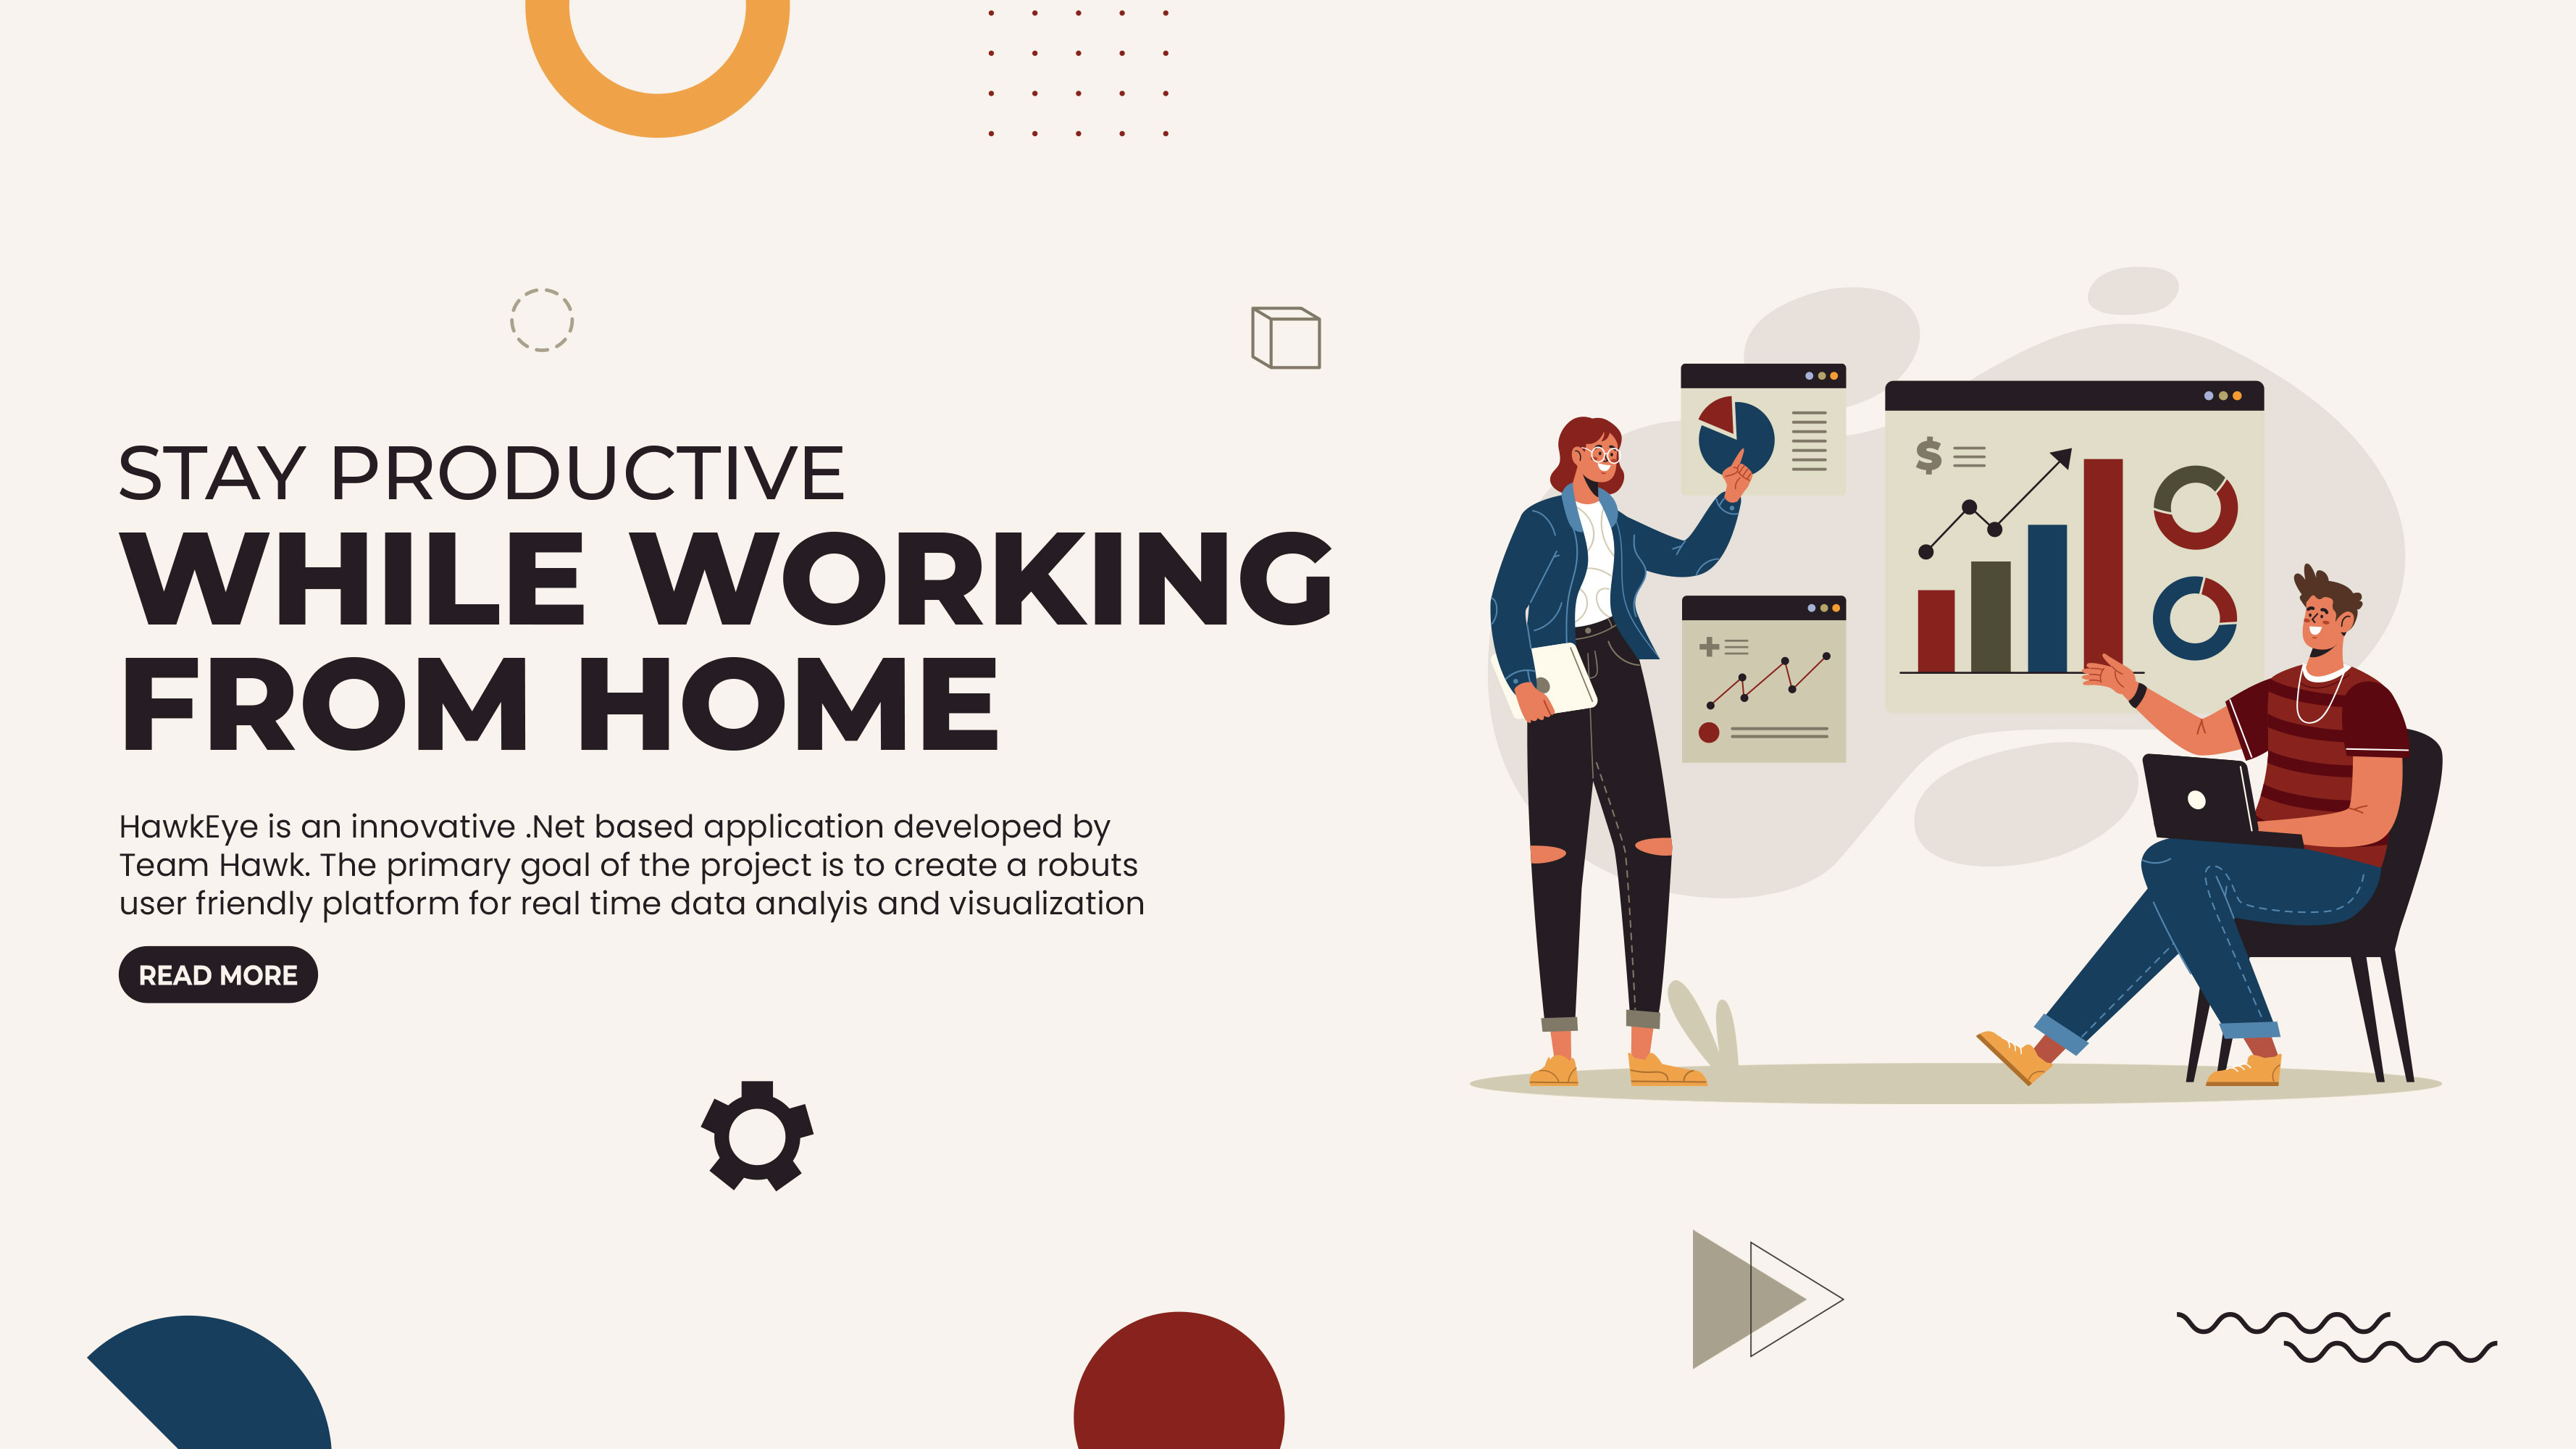 STAY PRODUCTIVE
WHILE WORKING
FROM HOME
HawkEye is an innovative .Net based application developed by
Team Hawk. The primary goal of the project is to create a robuts
user friendly platform for real time data analyis and visualization
READ MORE
$